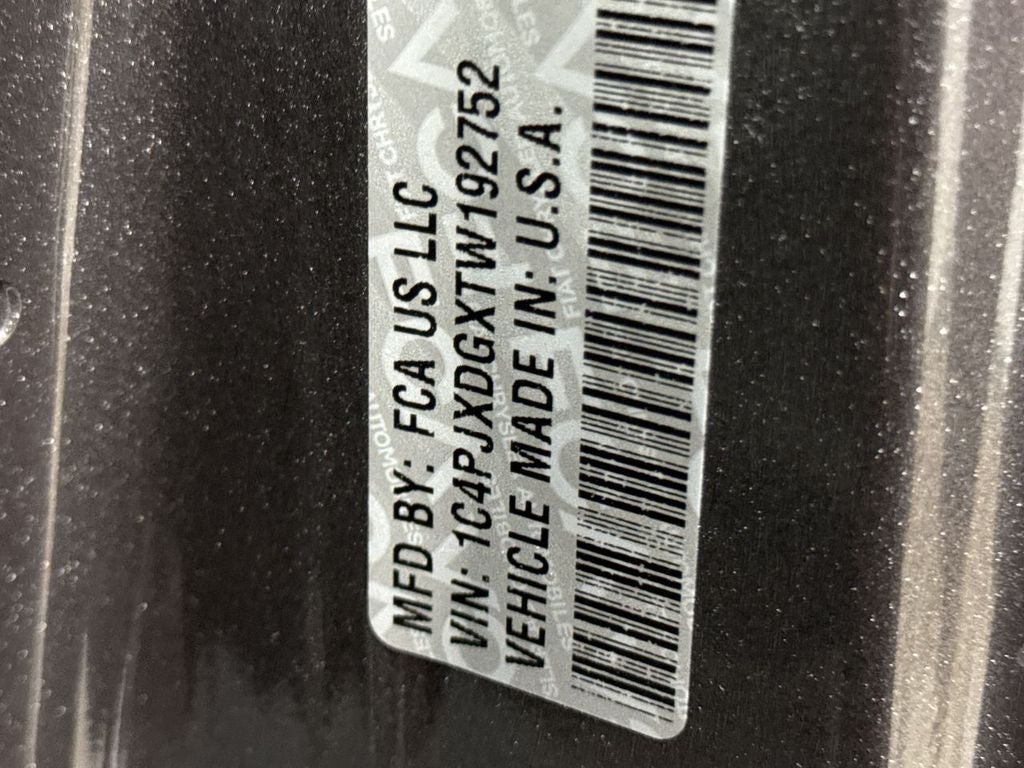 MFD BY: FCA US LLC
VIN: 1C4PJXDGXTW192752
VEHICLE MADE IN: U.S.A.